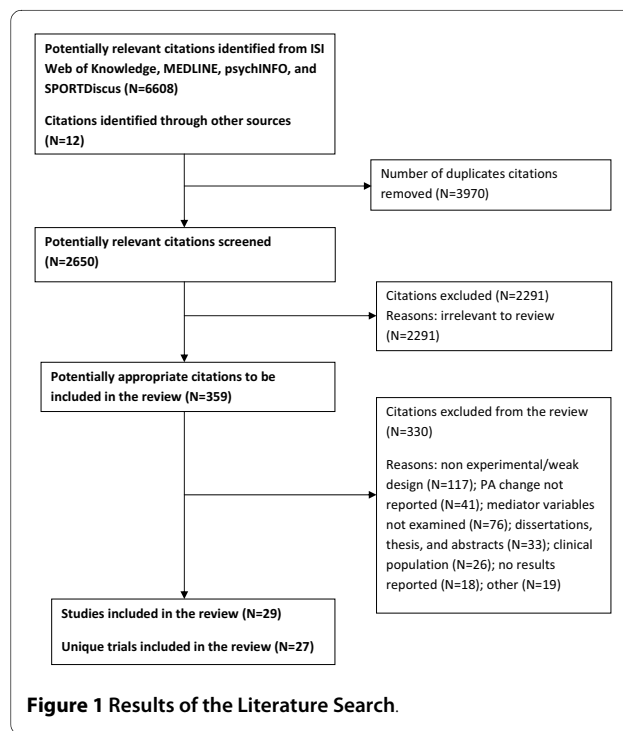 Potentially relevant citations identified from ISI
Web of Knowledge, MEDLINE, psychINFO, and
SPORTDiscus (N=6608)
Citations identified through other sources
(N=12)
Number of duplicates citations
removed (N=3970)
Potentially relevant citations screened
(N=2650)
Citations excluded (N=2291)
Reasons: irrelevant to review
(N=2291)
Potentially appropriate citations to be
included in the review (N=359)
Citations excluded from the review
(N=330)
Reasons: non experimental/weak
design (N=117); PA change not
reported (N=41); mediator variables
not examined (N=76); dissertations,
thesis, and abstracts (N=33); clinical
population (N=26); no results
reported (N=18); other (N=19)
Studies included in the review (N=29)
Unique trials included in the review (N=27)
Figure 1 Results of the Literature Search.